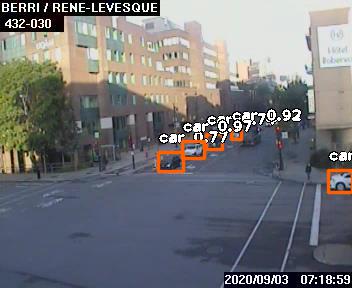 BERRI / RENE-LEVESQUE
432-030
H
Hotel
car 0.92
car 0.97
car 0.77
car
2020/09/03 07:18:59